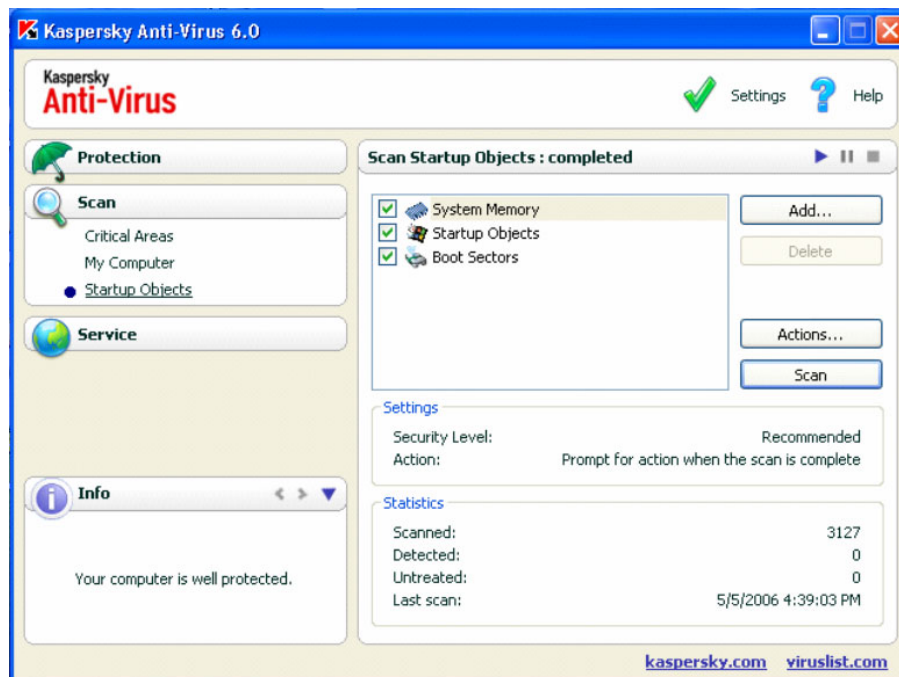 Kaspersky Anti-Virus 6.0
Kaspersky
Anti-Virus
Settings
Help
Protection
Scan
Critical Areas
My Computer
Startup Objects
Service
Info
Your computer is well protected.
Scan Startup Objects : completed
System Memory
Startup Objects
Boot Sectors
Add...
Delete
Actions...
Scan
Settings
Security Level: Recommended
Action: Prompt for action when the scan is complete
Statistics
Scanned: 3127
Detected: 0
Untreated: 0
Last scan: 5/5/2006 4:39:03 PM
kaspersky.com viruslist.com